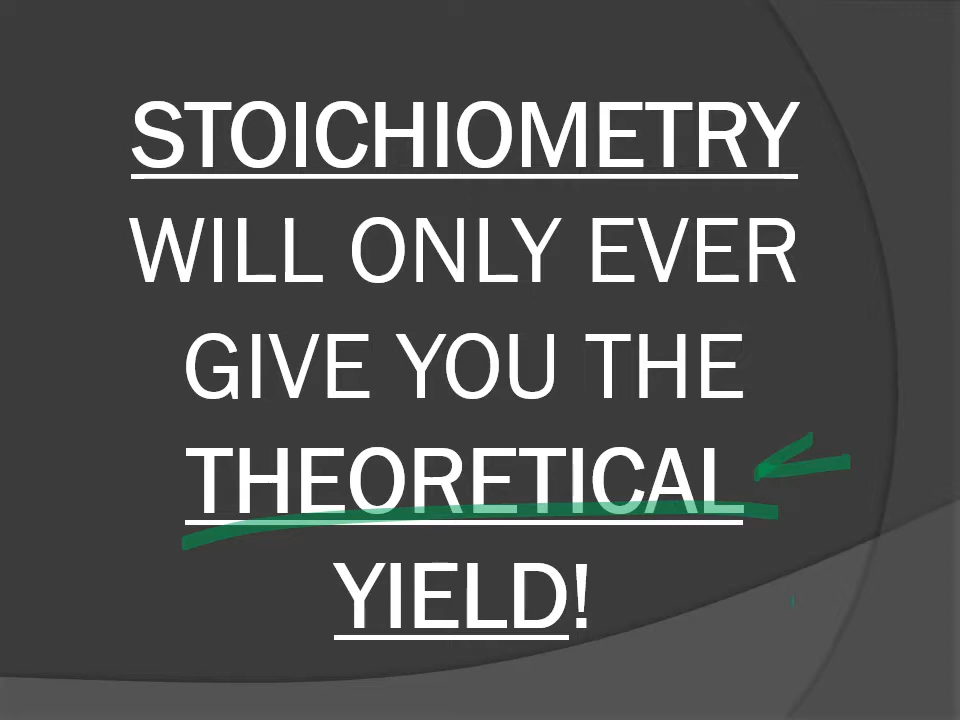 STOICHIOMETRY
WILL ONLY EVER
GIVE YOU THE
THEORETICAL
YIELD!